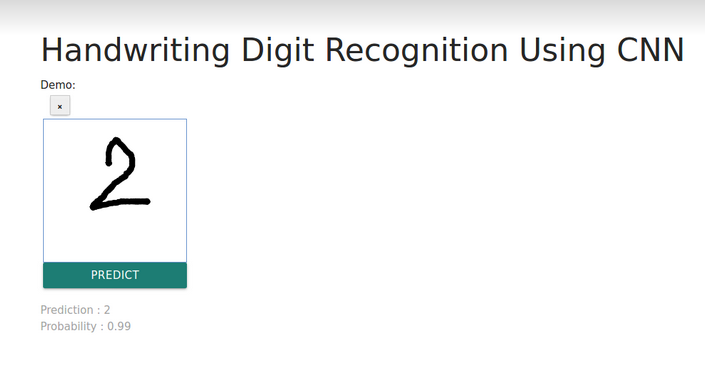 Handwriting Digit Recognition Using CNN
Demo:
×
2
PREDICT
Prediction : 2
Probability : 0.99